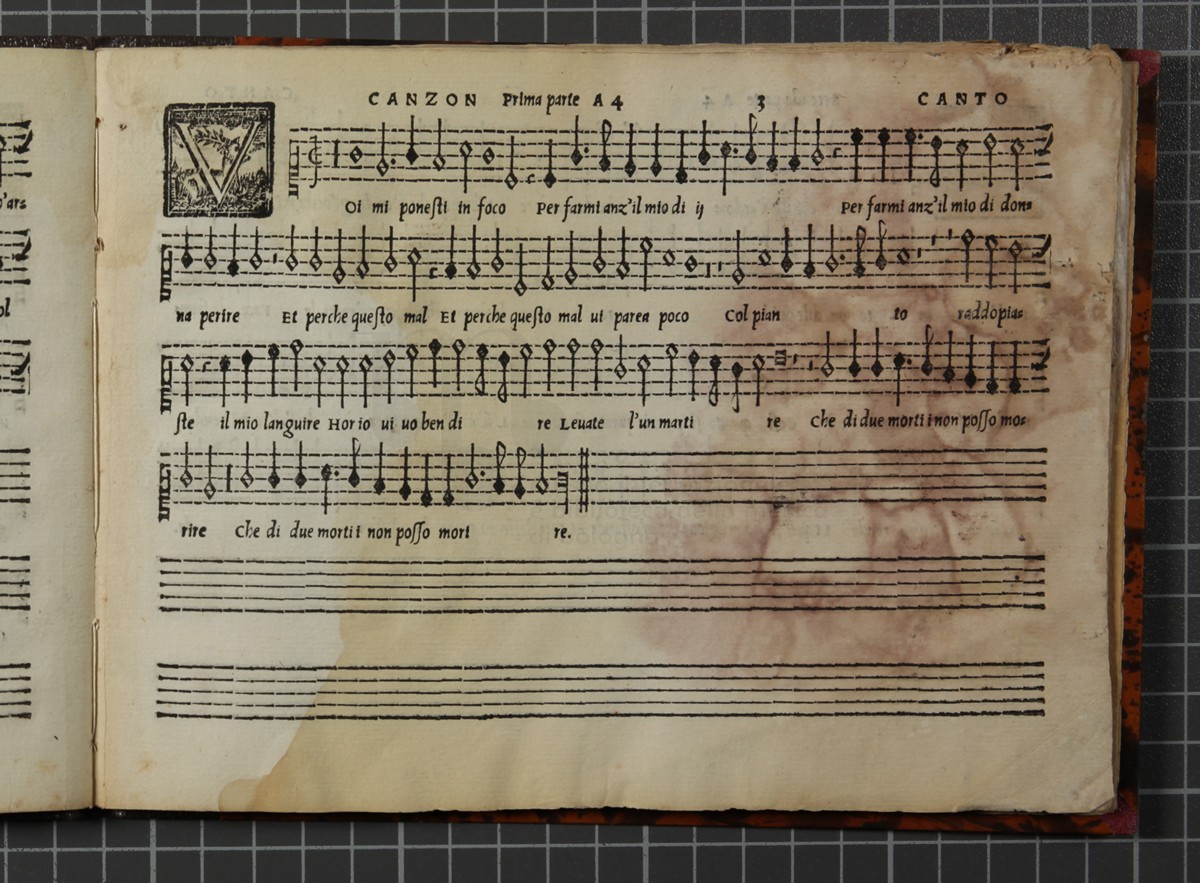 CANZON Prima parte A 4 3 CANTO
V
Oi mi poneſti in foco Per farmi anz'il mio di ij Per farmi anz'il mio di don=
na perire Et perche queſto mal Et perche queſto mal ui parea poco Col pian to raddopia=
ſte il mio languire Hor io ui uo ben di re Leuate l'un marti re Che di due morti i non poſſo mo=
rire Che di due morti i non poſſo mori re.